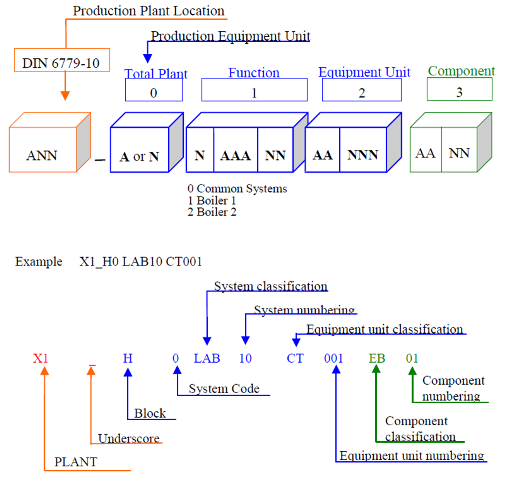 Production Plant Location
Production Equipment Unit
DIN 6779-10
Total Plant Function Equipment Unit Component
0 1 2 3
ANN _ A or N N AAA NN AA NNN AA NN
0 Common Systems
1 Boiler 1
2 Boiler 2
Example X1_H0 LAB10 CT001
System classification
System numbering
Equipment unit classification
X1 _ H 0 LAB 10 CT 001 EB 01
Component
numbering
System Code
Block
Component
classification
Underscore
Equipment unit numbering
PLANT